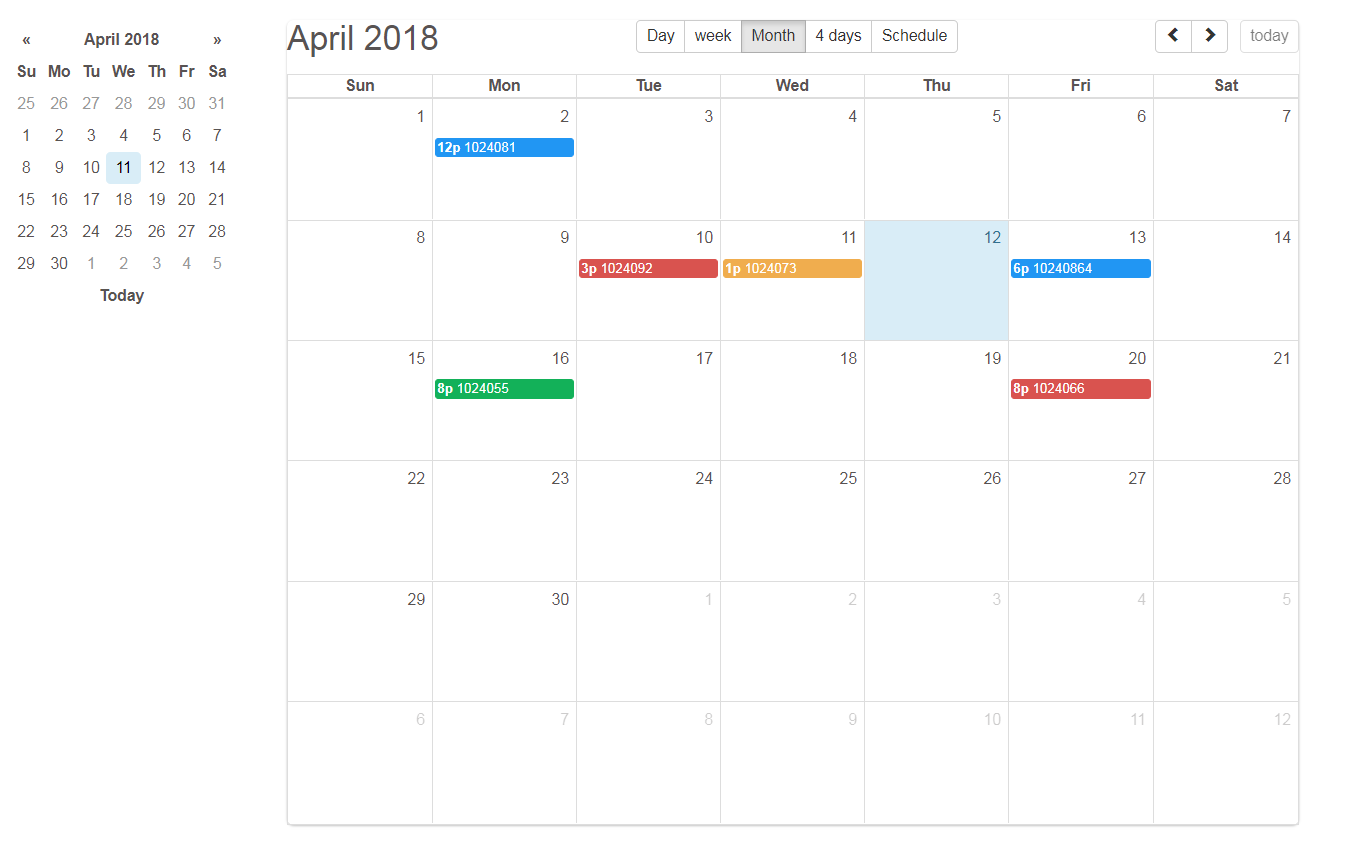 « April 2018 »
Su Mo Tu We Th Fr Sa
25 26 27 28 29 30 31
1 2 3 4 5 6 7
8 9 10 11 12 13 14
15 16 17 18 19 20 21
22 23 24 25 26 27 28
29 30 1 2 3 4 5
Today
April 2018
Day week Month 4 days Schedule
today
Sun Mon Tue Wed Thu Fri Sat
1 2 3 4 5 6 7
12p 1024081
8 9 10 11 12 13 14
3p 1024092 1p 1024073 6p 10240864
15 16 17 18 19 20 21
8p 1024055 8p 1024066
22 23 24 25 26 27 28
29 30 1 2 3 4 5
6 7 8 9 10 11 12